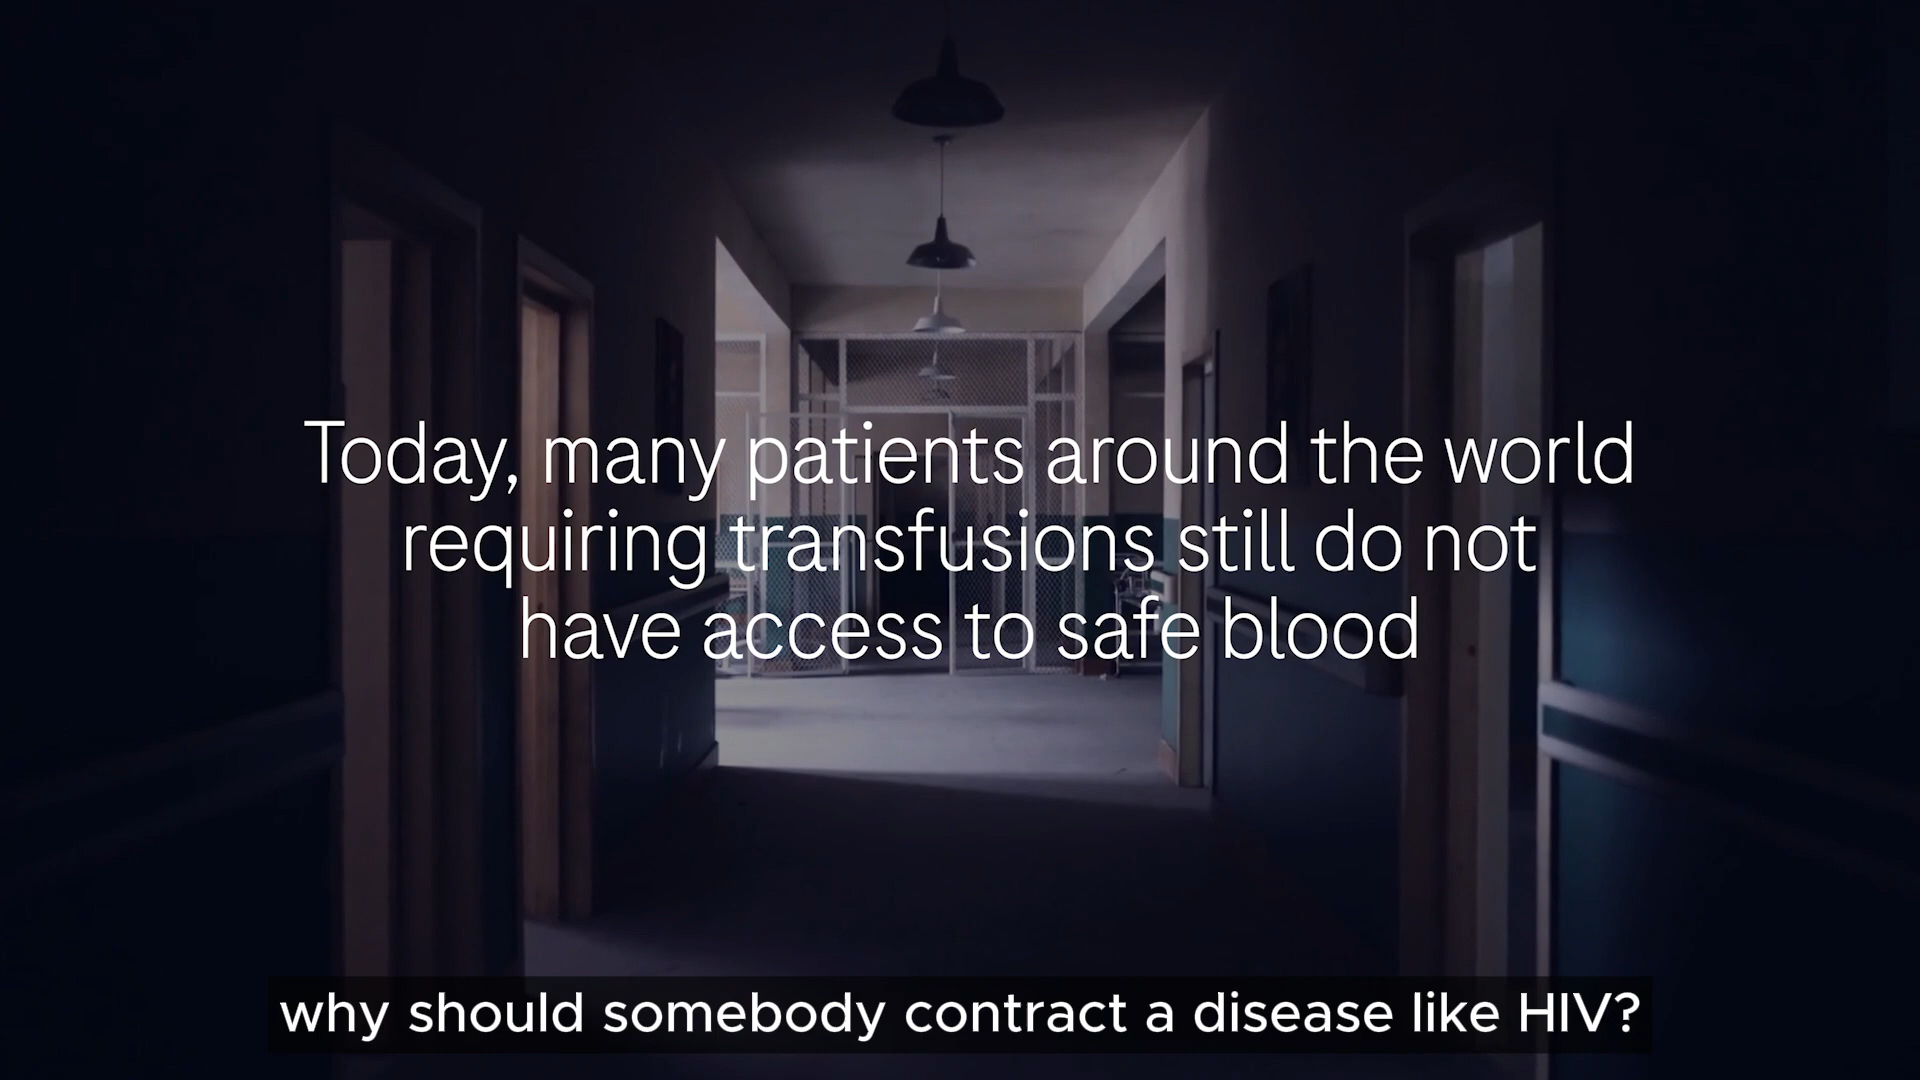 Today, many patients around the world
requiring transfusions still do not
have access to safe blood
why should somebody contract a disease like HIV?